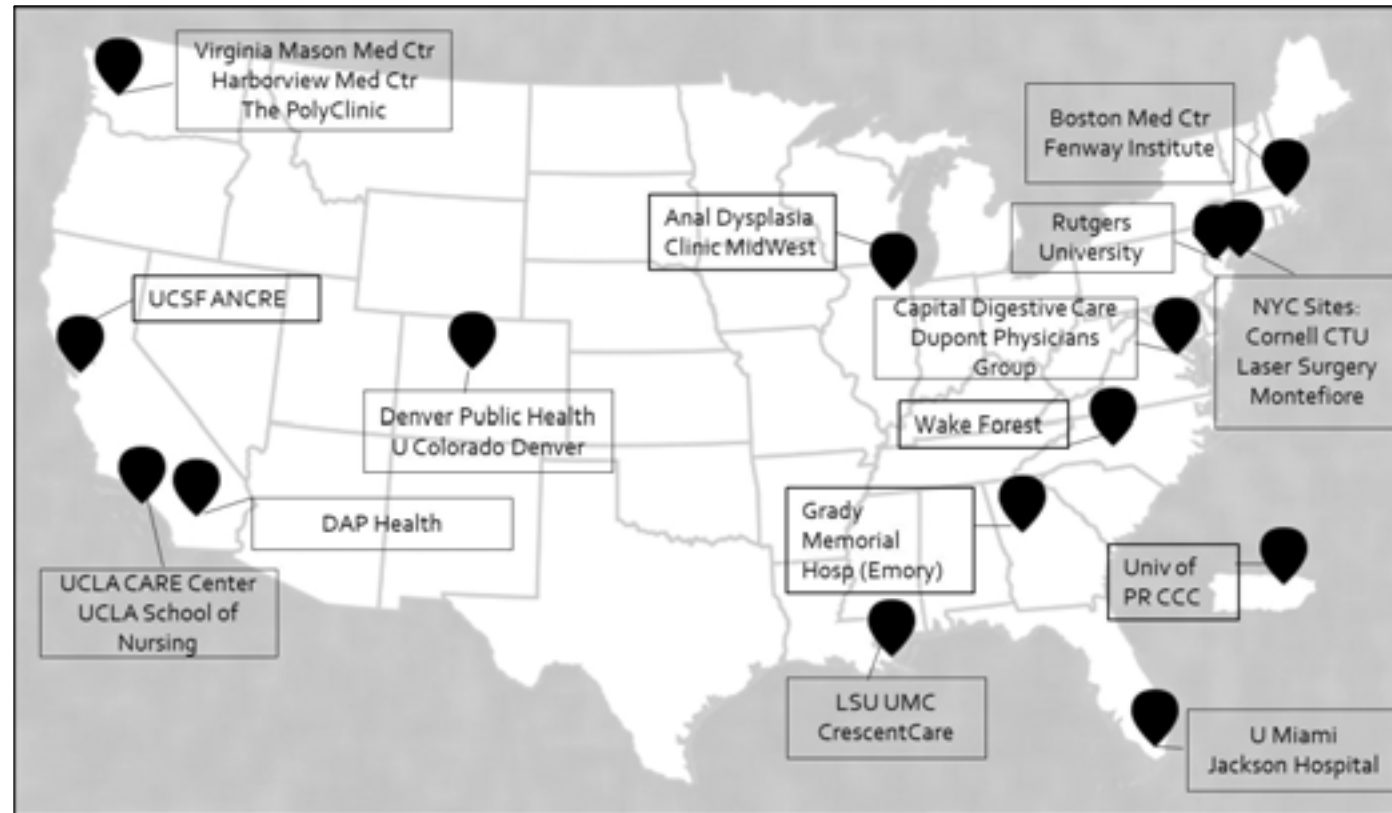 Virginia Mason Med Ctr
Harborview Med Ctr
The PolyClinic
Boston Med Ctr
Fenway Institute
Anal Dysplasia
Clinic MidWest
Rutgers
University
UCSF ANCRE
Capital Digestive Care
Dupont Physicians
Group
NYC Sites:
Cornell CTU
Laser Surgery
Montefiore
Denver Public Health
U Colorado Denver
Wake Forest
DAP Health
Grady
Memorial
Hosp (Emory)
Univ of
PR CCC
UCLA CARE Center
UCLA School of
Nursing
LSU UMC
CrescentCare
U Miami
Jackson Hospital